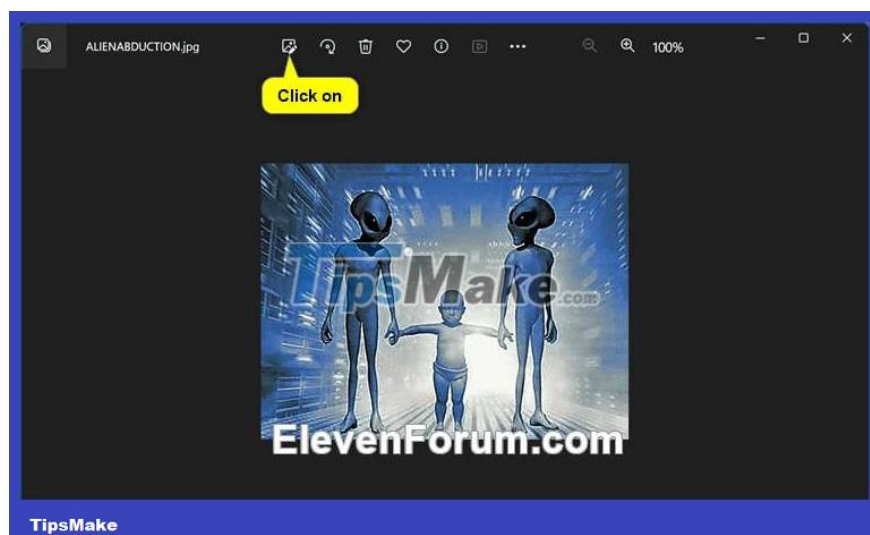 ALIENABDUCTION.jpg
100%
Click on
TipsMake.com
ElevenForum.com
TipsMake